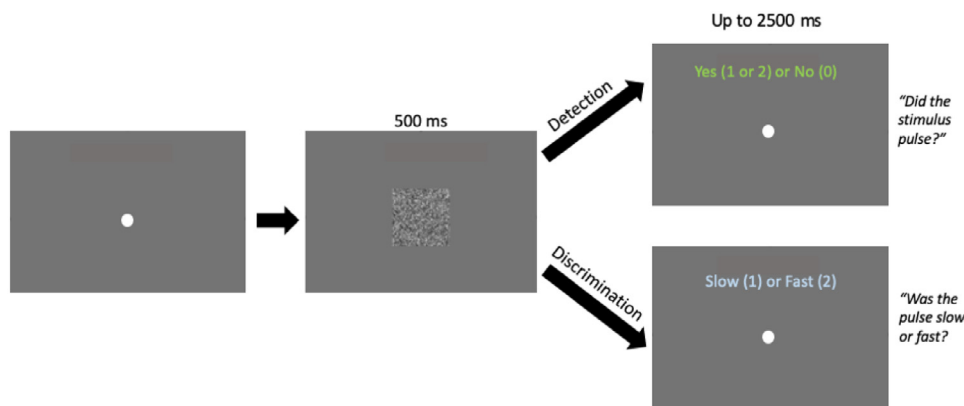 500 ms
Detection
Discrimination
Up to 2500 ms
Yes (1 or 2) or No (0)
“Did the
stimulus
pulse?”
Slow (1) or Fast (2)
“Was the
pulse slow
or fast?